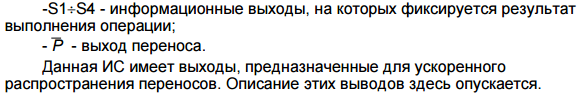 -S1÷S4 - информационные выходы, на которых фиксируется результат
выполнения операции;
- P̅ - выход переноса.
Данная ИС имеет выходы, предназначенные для ускоренного
распространения переносов. Описание этих выводов здесь опускается.